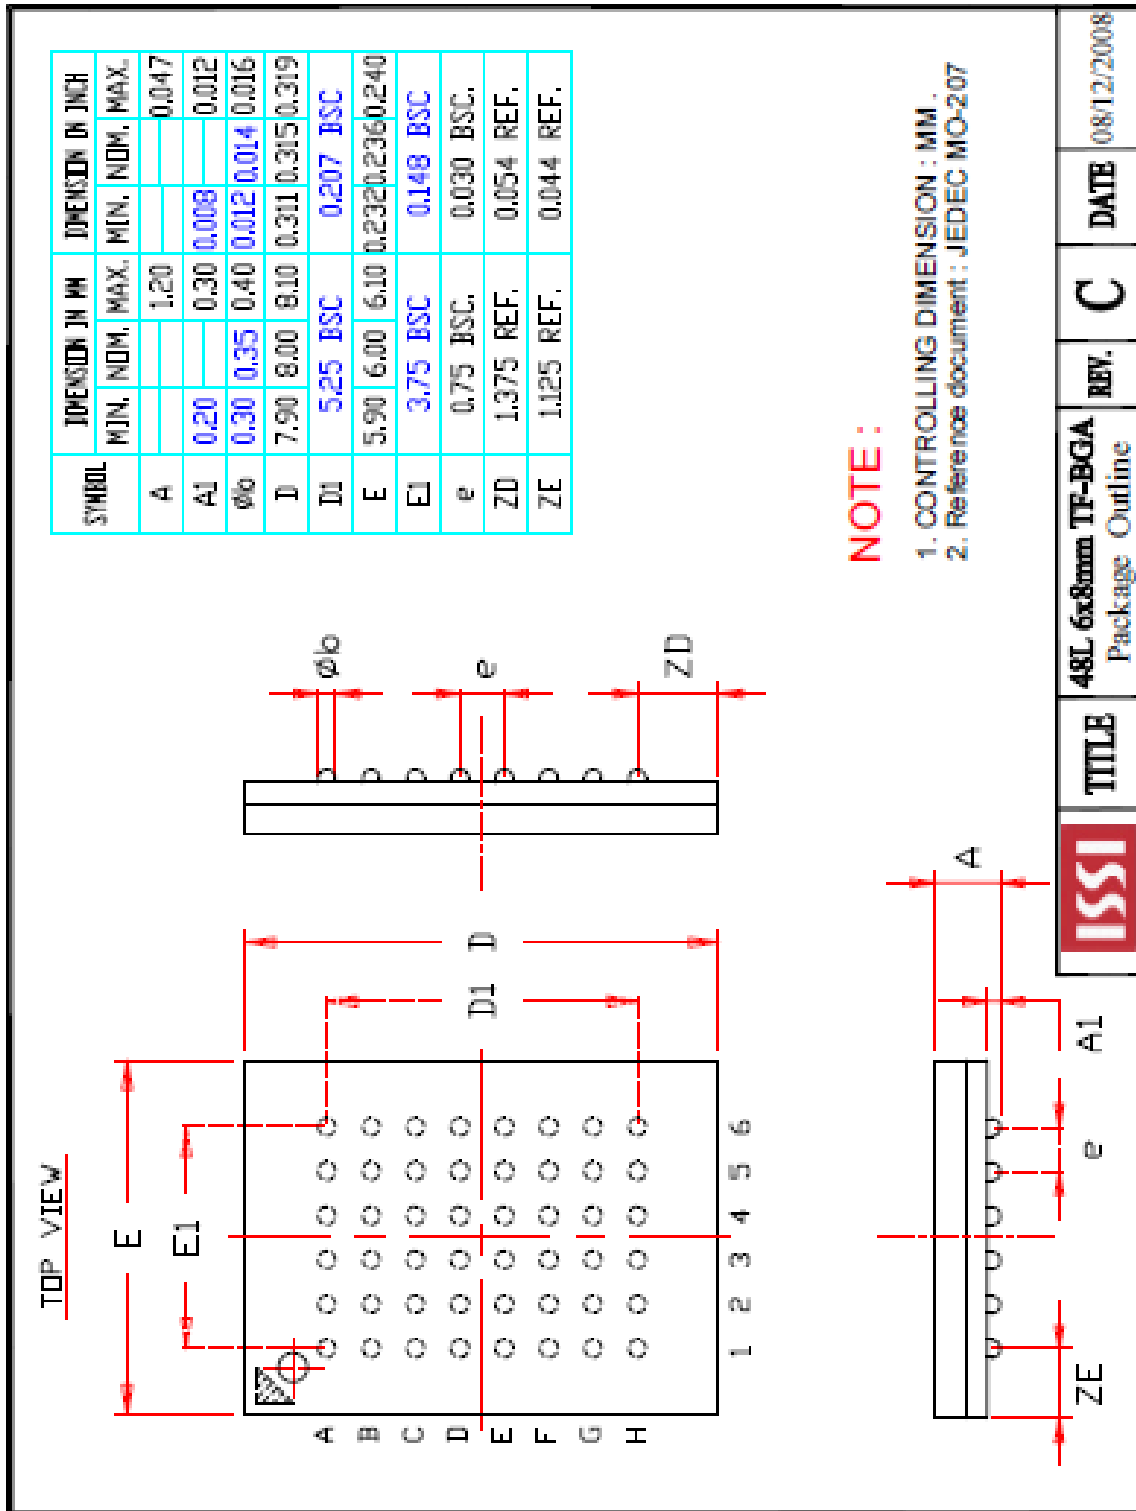 TOP VIEW
E
E1
A
B
C
D
E
F
G
H
1 2 3 4 5 6
D
D1
Øb
e
ZD
ZE
e
A1
A
SYMBOL DIMENSION IN MM DIMENSION IN INCH
MIN. NOM. MAX. MIN. NOM. MAX.
A 1.20 0.047
A1 0.20 0.30 0.008 0.012
Øb 0.30 0.35 0.40 0.012 0.014 0.016
D 7.90 8.00 8.10 0.311 0.315 0.319
D1 5.25 BSC 0.207 BSC
E 5.90 6.00 6.10 0.232 0.236 0.240
E1 3.75 BSC 0.148 BSC
e 0.75 BSC. 0.030 BSC.
ZD 1.375 REF. 0.054 REF.
ZE 1.125 REF. 0.044 REF.
NOTE :
1. CONTROLLING DIMENSION : MM .
2. Reference document : JEDEC MO-207
ISSI TITLE 48L 6x8mm TF-BGA REV. C DATE 08/12/2008
Package Outline